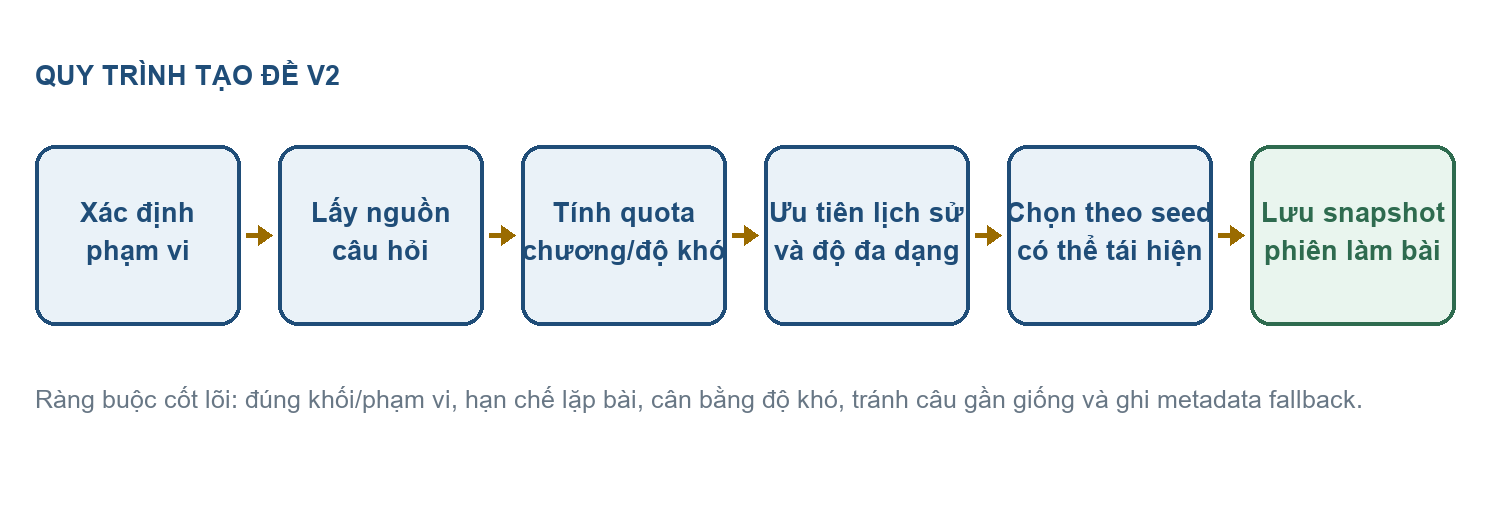 QUY TRÌNH TẠO ĐỀ V2
Xác định
phạm vi
Lấy nguồn
câu hỏi
Tính quota
chương/độ khó
Ưu tiên lịch sử
và độ đa dạng
Chọn theo seed
có thể tái hiện
Lưu snapshot
phiên làm bài
Ràng buộc cốt lõi: đúng khối/phạm vi, hạn chế lặp bài, cân bằng độ khó, tránh câu gần giống và ghi metadata fallback.